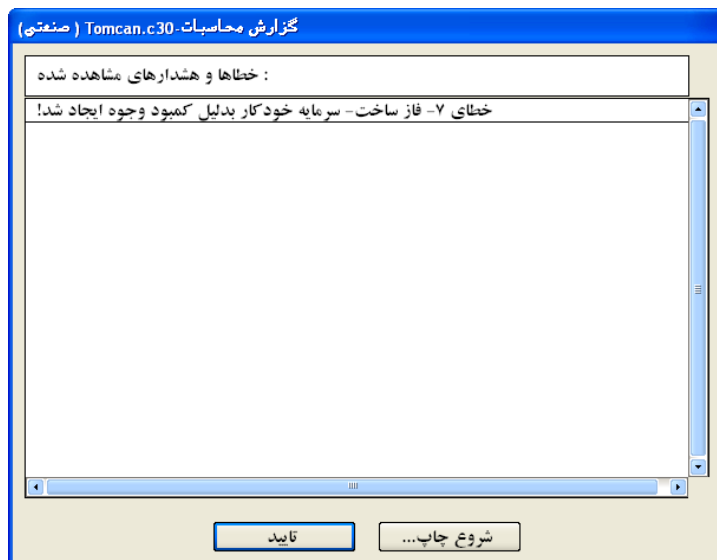 گزارش محاسبات-Tomcan.c30 ( صنعتی)
خطاها و هشدارهای مشاهده شده :
خطای ۷- فاز ساخت- سرمایه خودکار بدلیل کمبود وجوه ایجاد شد!
شروع چاپ...
تایید